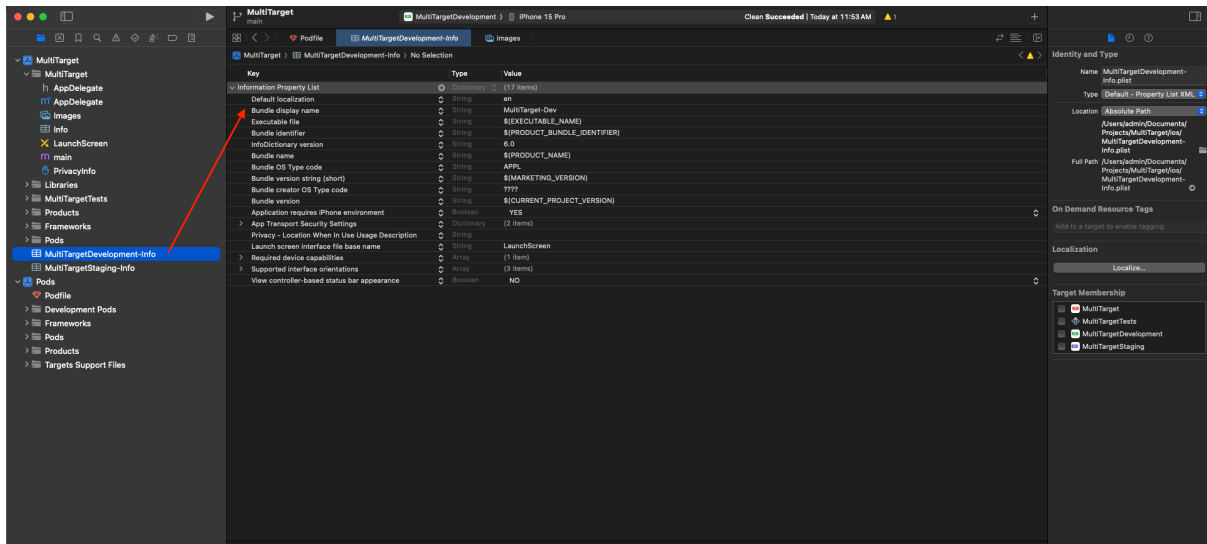 MultiTarget
main
MultiTargetDevelopment
iPhone 15 Pro
Clean Succeeded | Today at 11:53 AM
1
Podfile
MultiTargetDevelopment-Info
Images
MultiTarget
MultiTargetDevelopment-Info
No Selection
MultiTarget
MultiTarget
AppDelegate
AppDelegate
Images
Info
LaunchScreen
main
PrivacyInfo
Libraries
MultiTargetTests
Products
Frameworks
Pods
MultiTargetDevelopment-Info
MultiTargetStaging-Info
Pods
Podfile
Development Pods
Frameworks
Pods
Products
Targets Support Files
Key Type Value
Information Property List Dictionary (17 items)
Default localization String en
Bundle display name String MultiTarget-Dev
Executable file String $(EXECUTABLE_NAME)
Bundle identifier String $(PRODUCT_BUNDLE_IDENTIFIER)
InfoDictionary version String 6.0
Bundle name String $(PRODUCT_NAME)
Bundle OS Type code String APPL
Bundle version string (short) String $(MARKETING_VERSION)
Bundle creator OS Type code String ????
Bundle version String $(CURRENT_PROJECT_VERSION)
Application requires iPhone environment Boolean YES
App Transport Security Settings Dictionary (2 items)
Privacy - Location When In Use Usage Description String
Launch screen interface file base name String LaunchScreen
Required device capabilities Array (1 item)
Supported interface orientations Array (3 items)
View controller-based status bar appearance Boolean NO
Identity and Type
Name MultiTargetDevelopment-
Info.plist
Type Default - Property List XML
Location Absolute Path
/Users/admin/Documents/
Projects/MultiTarget/ios/
MultiTargetDevelopment-
Info.plist
Full Path /Users/admin/Documents/
Projects/MultiTarget/ios/
MultiTargetDevelopment-
Info.plist
On Demand Resource Tags
Add to a target to enable tagging
Localization
Localize...
Target Membership
MultiTarget
MultiTargetTests
MultiTargetDevelopment
MultiTargetStaging